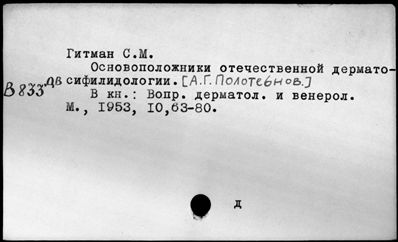 Гитман С.М.
Основоположники отечественной дермато-
сифилидологии. [А.Г.Полотебнов.]
В 833
дв
В кн.: Вопр. дерматол. и венерол.
М., 1953, 10,63-80.
д